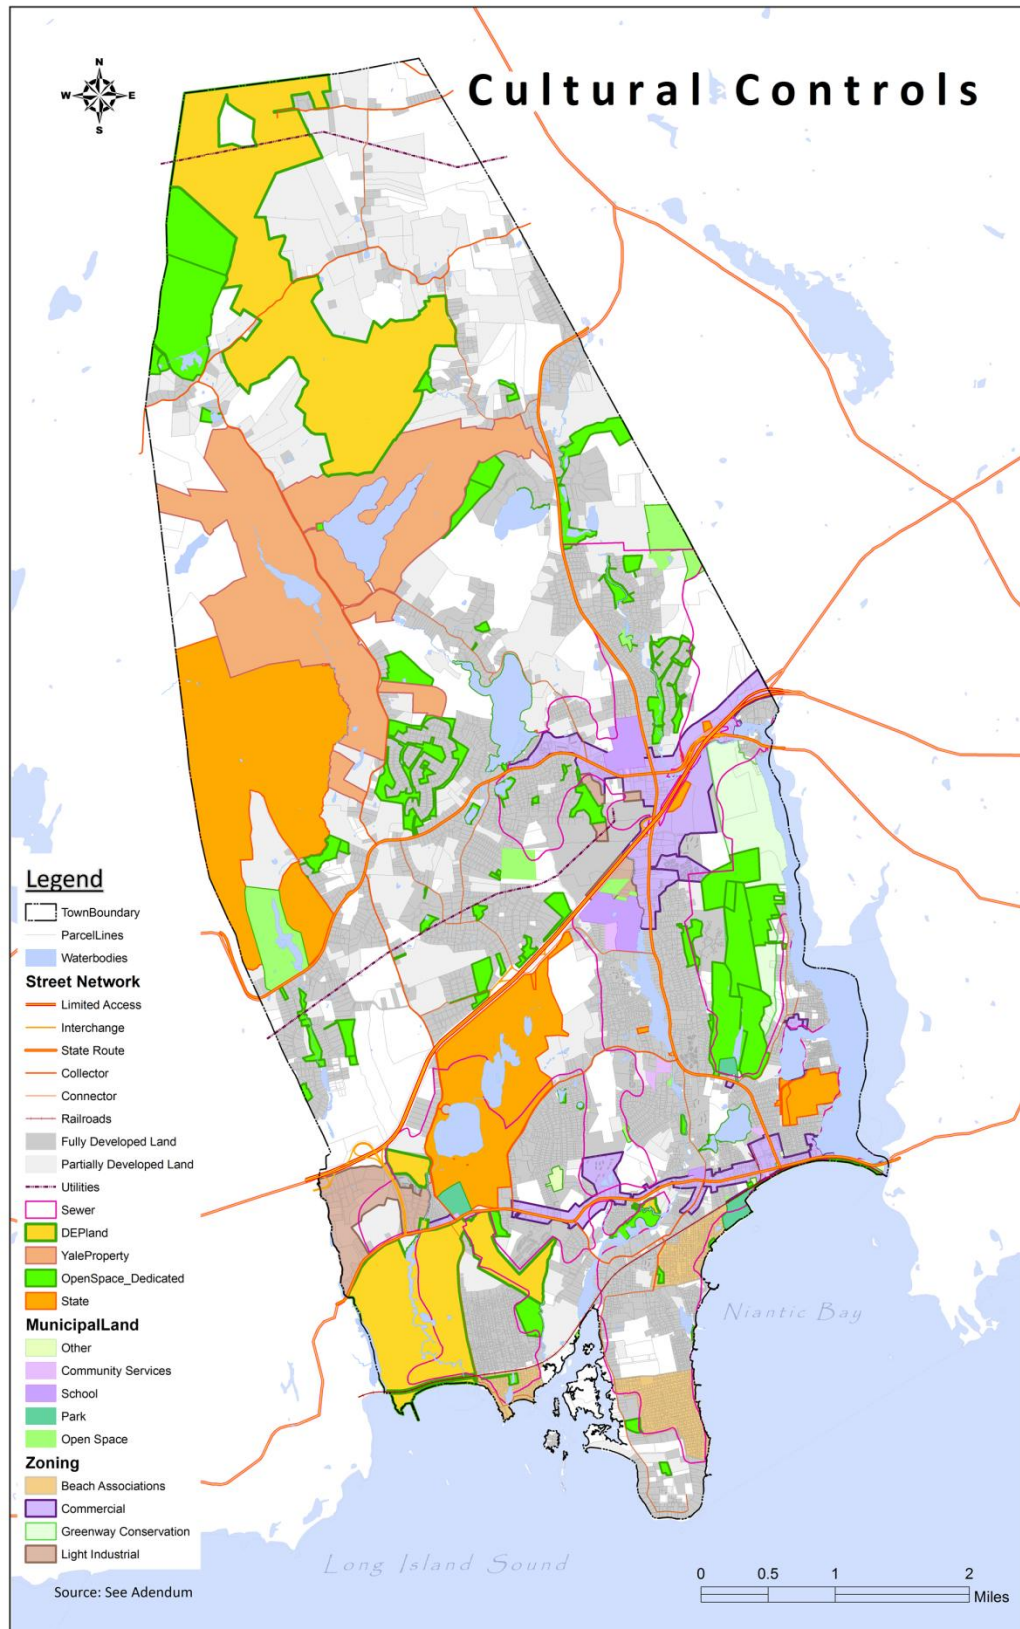 N
W E
S
Cultural Controls
Legend
TownBoundary
ParcelLines
Waterbodies
Street Network
Limited Access
Interchange
State Route
Collector
Connector
Railroads
Fully Developed Land
Partially Developed Land
Utilities
Sewer
DEPland
YaleProperty
OpenSpace_Dedicated
State
MunicipalLand
Other
Community Services
School
Park
Open Space
Zoning
Beach Associations
Commercial
Greenway Conservation
Light Industrial
Source: See Adendum
Niantic Bay
Long Island Sound
0 0.5 1 2
Miles